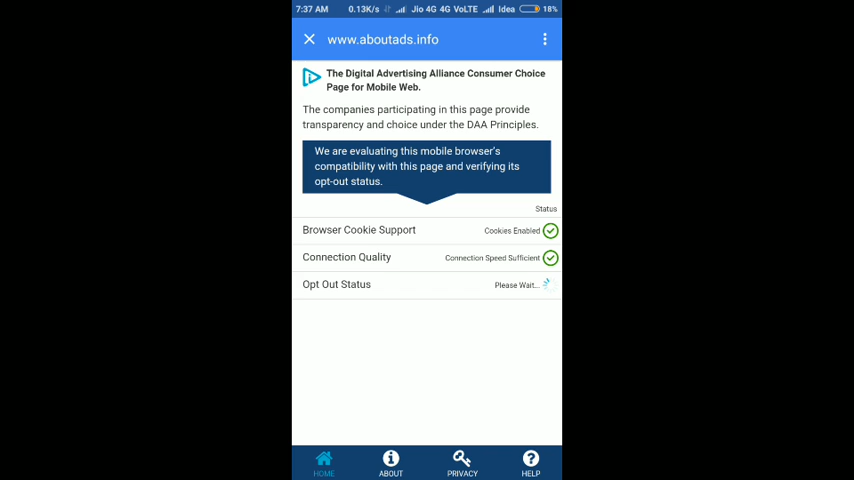 7:37 AM 0.13K/s Jio 4G 4G VoLTE Idea 18%
www.aboutads.info
The Digital Advertising Alliance Consumer Choice
Page for Mobile Web.
The companies participating in this page provide
transparency and choice under the DAA Principles.
We are evaluating this mobile browser's
compatibility with this page and verifying its
opt-out status.
Status
Browser Cookie Support Cookies Enabled
Connection Quality Connection Speed Sufficient
Opt Out Status Please Wait...
HOME ABOUT PRIVACY HELP